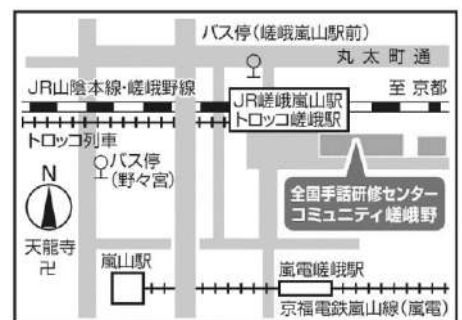 バス停(嵯峨嵐山駅前)
丸太町通
JR山陰本線・嵯峨野線
至 京都
JR嵯峨嵐山駅
トロッコ嵯峨駅
トロッコ列車
バス停
(野々宮)
N
全国手話研修センター
コミュニティ嵯峨野
天龍寺
卍
嵐山駅
嵐電嵯峨駅
京福電鉄嵐山線(嵐電)